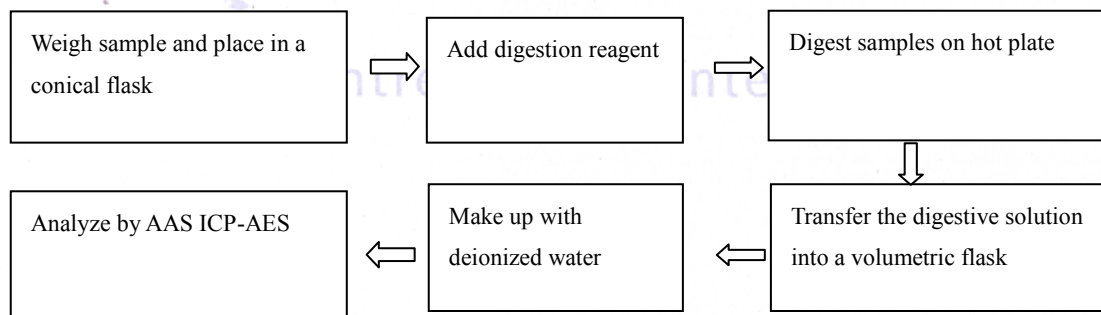 Weigh sample and place in a
conical flask
Add digestion reagent
Digest samples on hot plate
Transfer the digestive solution
into a volumetric flask
Make up with
deionized water
Analyze by AAS ICP-AES